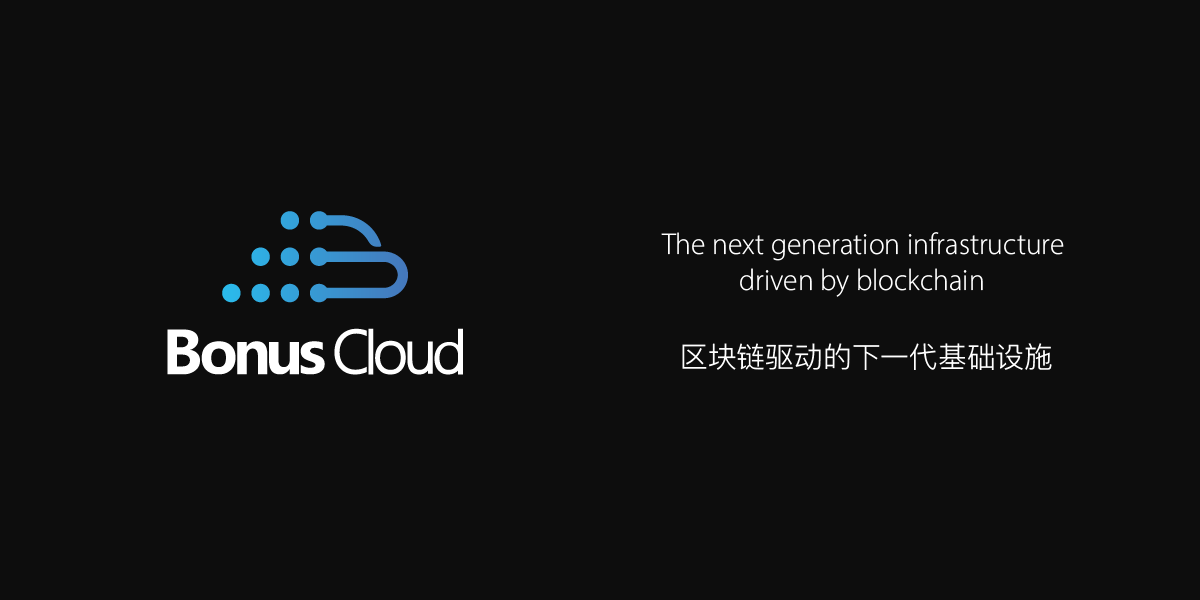 Bonus Cloud
The next generation infrastructure
driven by blockchain
区块链驱动的下一代基础设施